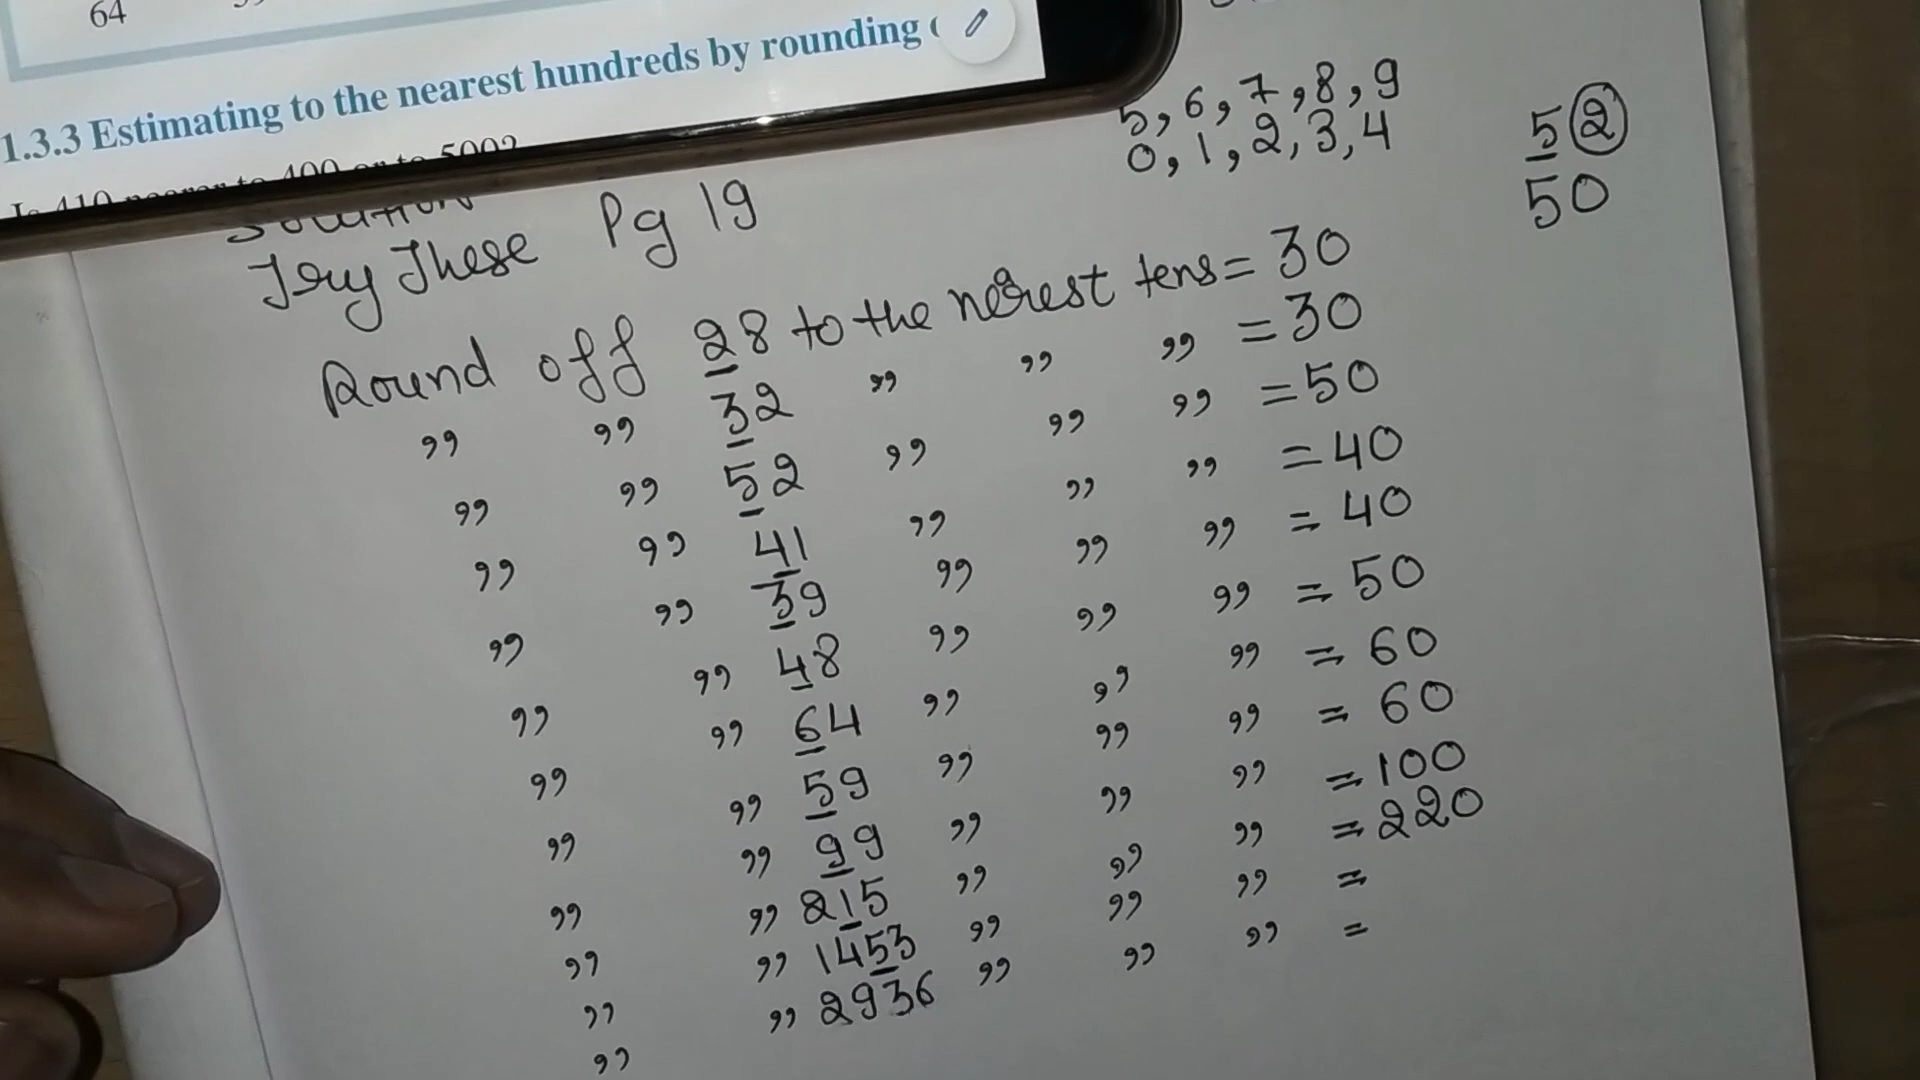 64
1.3.3 Estimating to the nearest hundreds by rounding
5, 6, 7, 8, 9
0, 1, 2, 3, 4
52
50
Solution
Try These Pg 19
Round off 28 to the nearest tens = 30
" " 32 " " " = 30
" " 52 " " " = 50
" " 41 " " " = 40
" " 39 " " " = 40
" " 48 " " " = 50
" " 64 " " " = 60
" " 59 " " " = 60
" " 99 " " " = 100
" " 215 " " " = 220
" " 1453 " " " =
" " 2936 " " " =